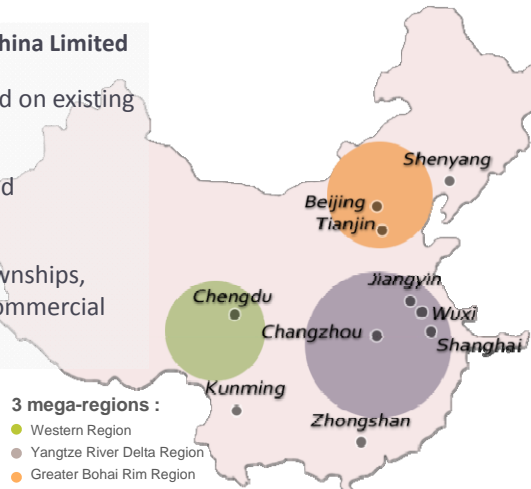 hina Limited
d on existing
d
wnships,
ommercial
Shenyang
Beijing
Tianjin
Jiangyin
Chengdu
Wuxi
Changzhou
Shanghai
Kunming
Zhongshan
3 mega-regions :
Western Region
Yangtze River Delta Region
Greater Bohai Rim Region